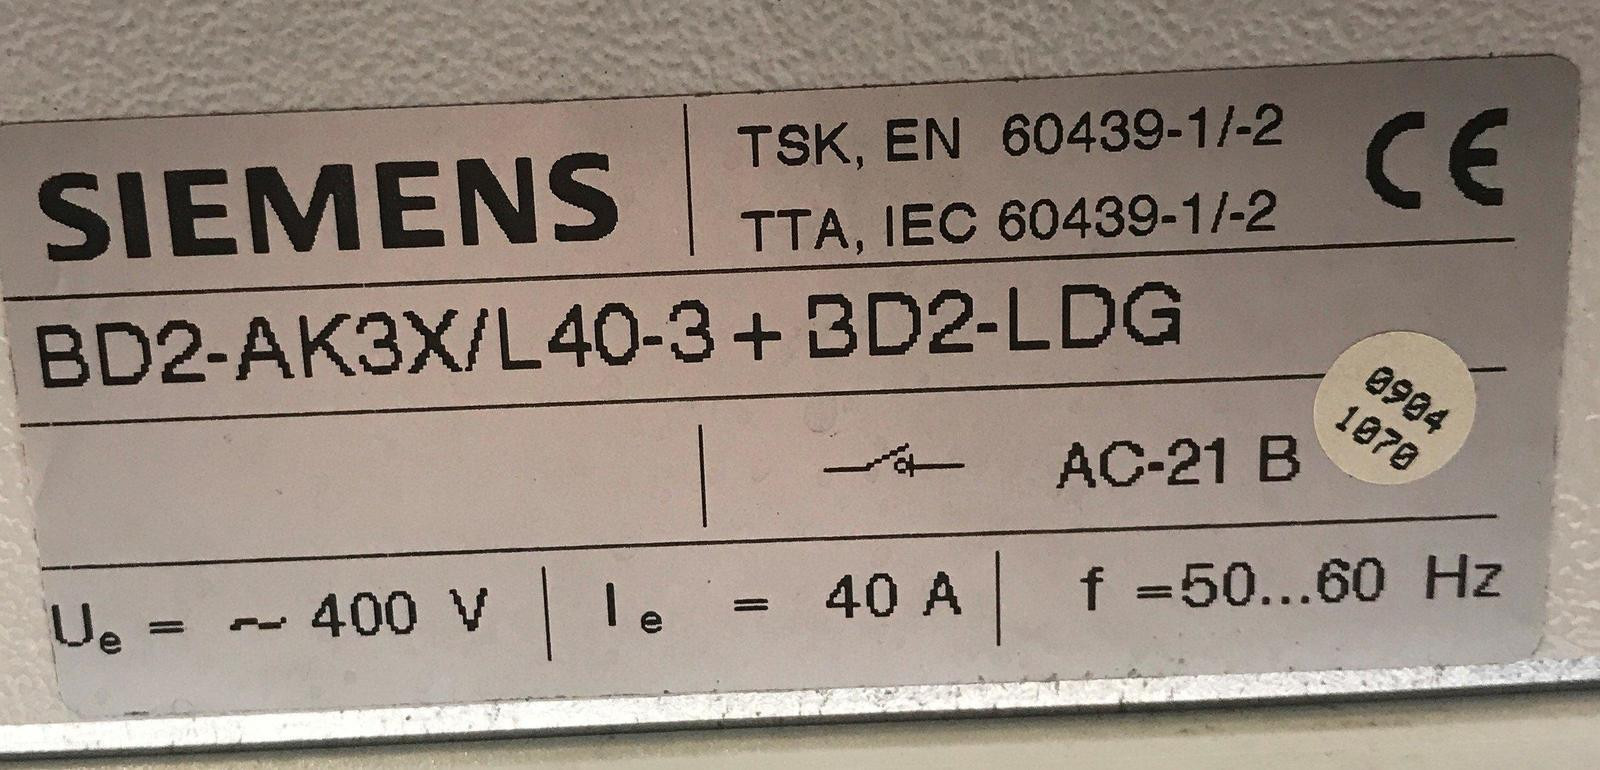 SIEMENS
TSK, EN 60439-1/-2
TTA, IEC 60439-1/-2
CE
BD2-AK3X/L40-3 + BD2-LDG
AC-21 B
0904
1070
Ue = ~ 400 V
Ie = 40 A
f =50...60 Hz